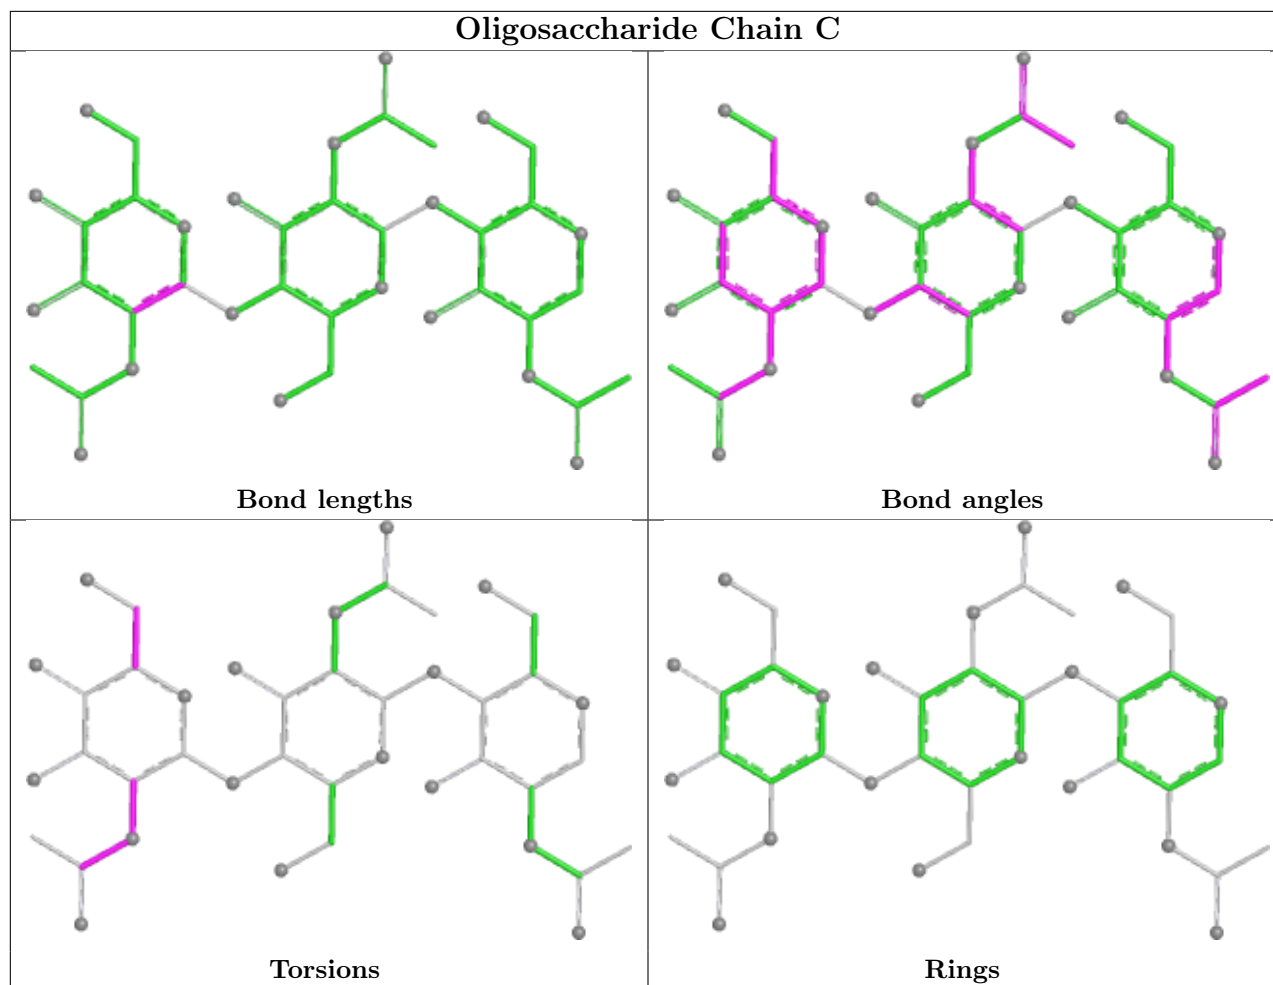 Oligosaccharide Chain C
Bond lengths
Bond angles
Torsions
Rings